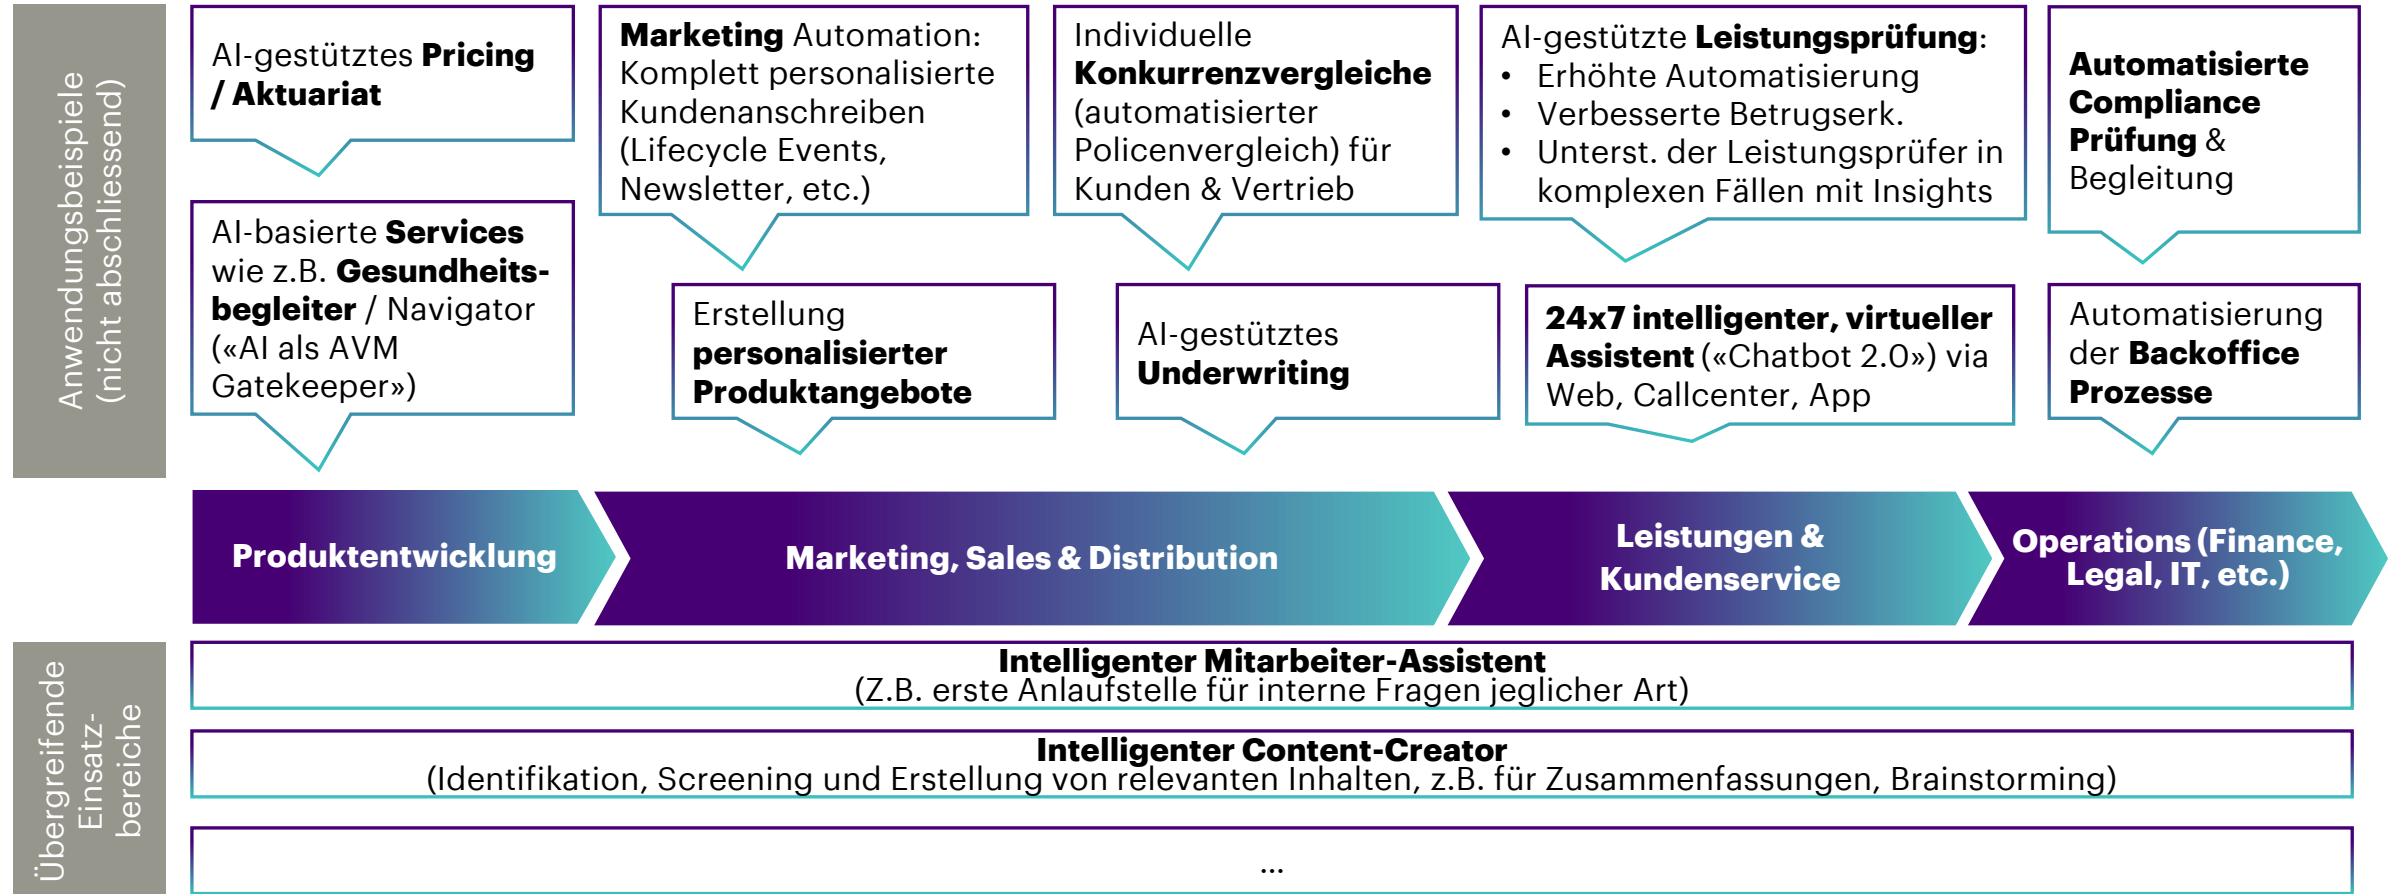 Anwendungsbeispiele
(nicht abschliessend)
AI-gestütztes Pricing
/ Aktuariat
AI-basierte Services
wie z.B. Gesundheits-
begleiter / Navigator
(«AI als AVM
Gatekeeper»)
Marketing Automation:
Komplett personalisierte
Kundenanschreiben
(Lifecycle Events,
Newsletter, etc.)
Erstellung
personalisierter
Produktangebote
Individuelle
Konkurrenzvergleiche
(automatisierter
Policenvergleich) für
Kunden & Vertrieb
AI-gestütztes
Underwriting
AI-gestützte Leistungsprüfung:
• Erhöhte Automatisierung
• Verbesserte Betrugserk.
• Unterst. der Leistungsprüfer in
komplexen Fällen mit Insights
24x7 intelligenter, virtueller
Assistent («Chatbot 2.0») via
Web, Callcenter, App
Automatisierte
Compliance
Prüfung &
Begleitung
Automatisierung
der Backoffice
Prozesse
Produktentwicklung
Marketing, Sales & Distribution
Leistungen &
Kundenservice
Operations (Finance,
Legal, IT, etc.)
Übergreifende
Einsatz-
bereiche
Intelligenter Mitarbeiter-Assistent
(Z.B. erste Anlaufstelle für interne Fragen jeglicher Art)
Intelligenter Content-Creator
(Identifikation, Screening und Erstellung von relevanten Inhalten, z.B. für Zusammenfassungen, Brainstorming)
...